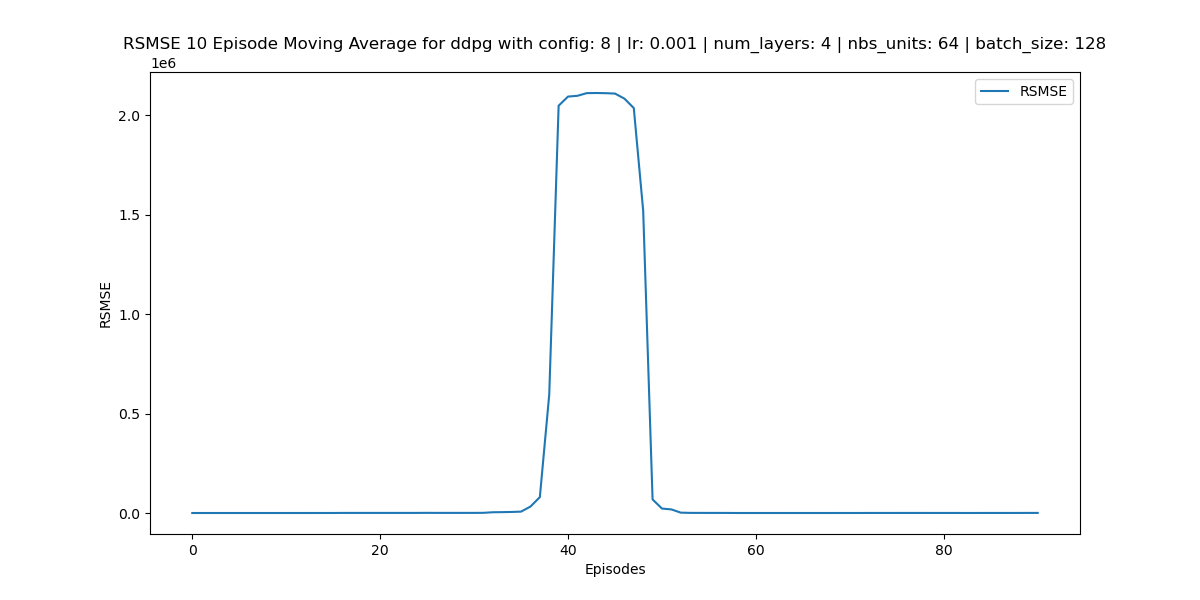 RSMSE 10 Episode Moving Average for ddpg with config: 8 | lr: 0.001 | num_layers: 4 | nbs_units: 64 | batch_size: 128
1e6
RSMSE
2.0
1.5
1.0
0.5
0.0
RSMSE
0 20 40 60 80
Episodes